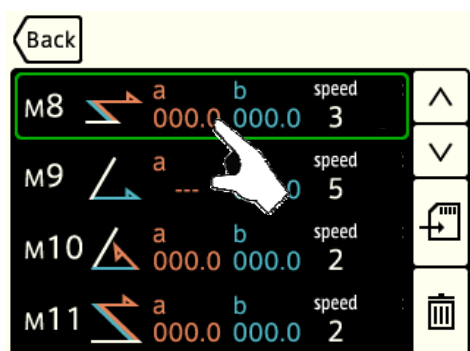 Back
a b speed
M8 000.0 000.0 3
a speed
M9 --- 0 5
a b speed
M10 000.0 000.0 2
a b speed
M11 000.0 000.0 2